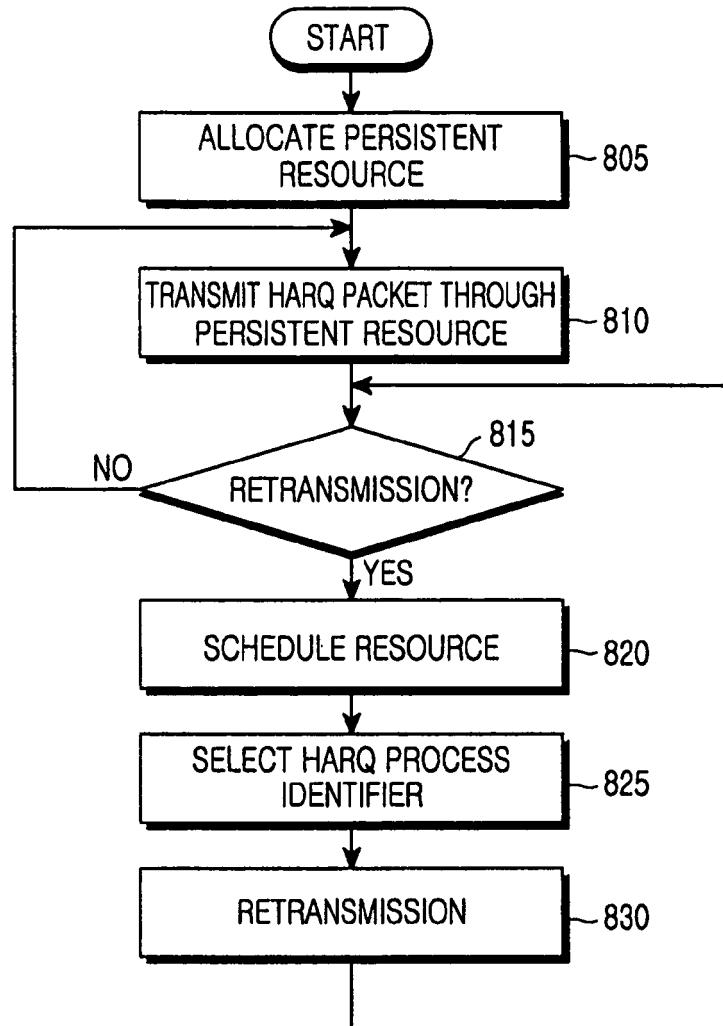 START
ALLOCATE PERSISTENT
RESOURCE
805
TRANSMIT HARQ PACKET THROUGH
PERSISTENT RESOURCE
810
815
NO
RETRANSMISSION?
YES
SCHEDULE RESOURCE
820
SELECT HARQ PROCESS
IDENTIFIER
825
RETRANSMISSION
830